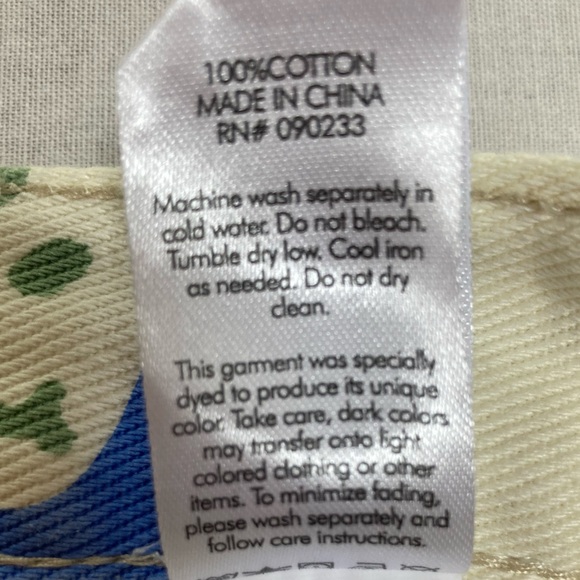 100%COTTON
MADE IN CHINA
RN# 090233
Machine wash separately in
cold water. Do not bleach.
Tumble dry low. Cool iron
as needed. Do not dry
clean.
This garment was specially
dyed to produce its unique
color. Take care, dark colors
may transfer onto light
colored clothing or other
items. To minimize fading,
please wash separately and
follow care instructions.